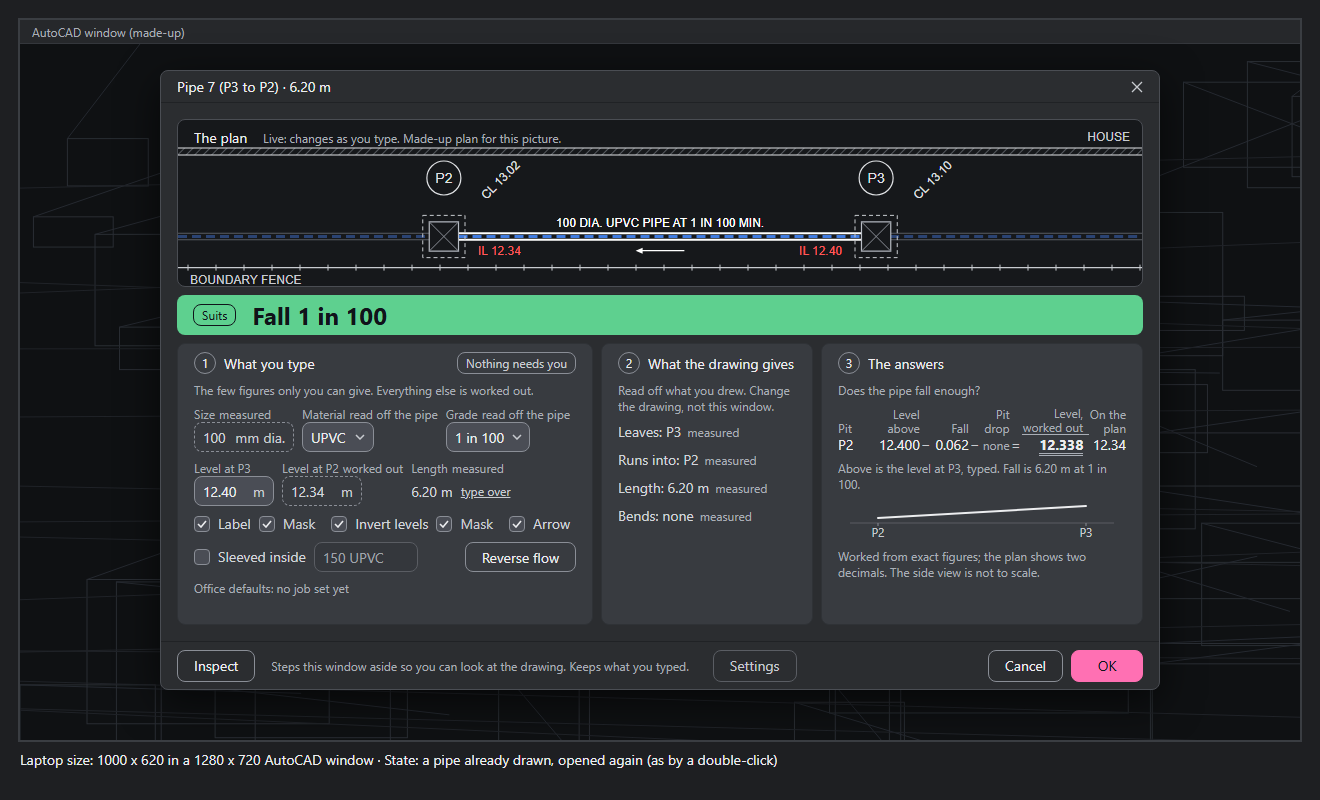 AutoCAD window (made-up)
Pipe 7 (P3 to P2) · 6.20 m
The plan Live: changes as you type. Made-up plan for this picture. HOUSE
P2 CL 13.02 P3 CL 13.10
100 DIA. UPVC PIPE AT 1 IN 100 MIN.
IL 12.34 IL 12.40
BOUNDARY FENCE
Suits Fall 1 in 100
1 What you type Nothing needs you
The few figures only you can give. Everything else is worked out.
Size measured Material read off the pipe Grade read off the pipe
100 mm dia. UPVC 1 in 100
Level at P3 Level at P2 worked out Length measured
12.40 m 12.34 m 6.20 m type over
Label Mask Invert levels Mask Arrow
Sleeved inside 150 UPVC Reverse flow
Office defaults: no job set yet
2 What the drawing gives
Read off what you drew. Change
the drawing, not this window.
Leaves: P3 measured
Runs into: P2 measured
Length: 6.20 m measured
Bends: none measured
3 The answers
Does the pipe fall enough?
Level Pit Level, On the
Pit above Fall drop worked out plan
P2 12.400 − 0.062 − none = 12.338 12.34
Above is the level at P3, typed. Fall is 6.20 m at 1 in
100.
P2 P3
Worked from exact figures; the plan shows two
decimals. The side view is not to scale.
Inspect Steps this window aside so you can look at the drawing. Keeps what you typed. Settings Cancel OK
Laptop size: 1000 x 620 in a 1280 x 720 AutoCAD window · State: a pipe already drawn, opened again (as by a double-click)